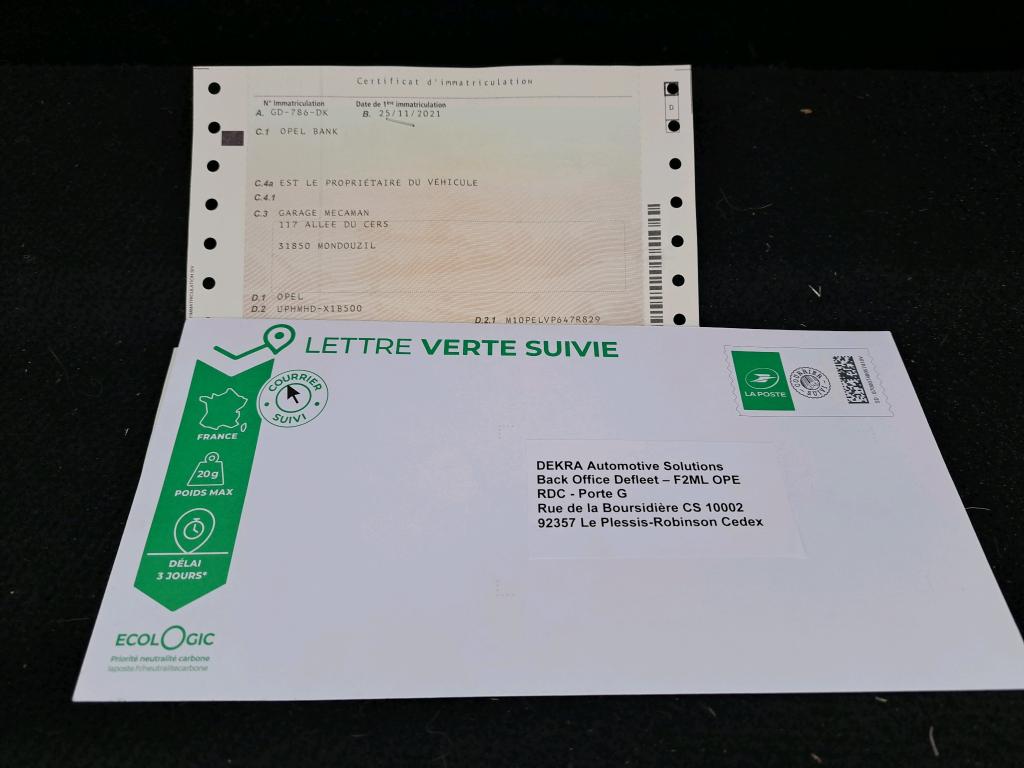 Certificat d'immatriculation
N° Immatriculation
Date de 1ère immatriculation
A. GD-786-DK
B. 25/11/2021
D
C.1 OPEL BANK
C.4a EST LE PROPRIÉTAIRE DU VÉHICULE
C.4.1
C.3 GARAGE MECAMAN
117 ALLEE DU CERS
31850 MONDOUZIL
D.1 OPEL
D.2 UPHMHD-X1B500
D.2.1 M10PELVP647R829
LETTRE VERTE SUIVIE
COURRIER
SUIVI
FRANCE
20g
POIDS MAX
DÉLAI
3 JOURS*
ECOLOGIC
Priorité neutralité carbone
laposte.fr/neutralitecarbone
LA POSTE
COURRIER
SUIVI
DEKRA Automotive Solutions
Back Office Defleet – F2ML OPE
RDC - Porte G
Rue de la Boursidière CS 10002
92357 Le Plessis-Robinson Cedex